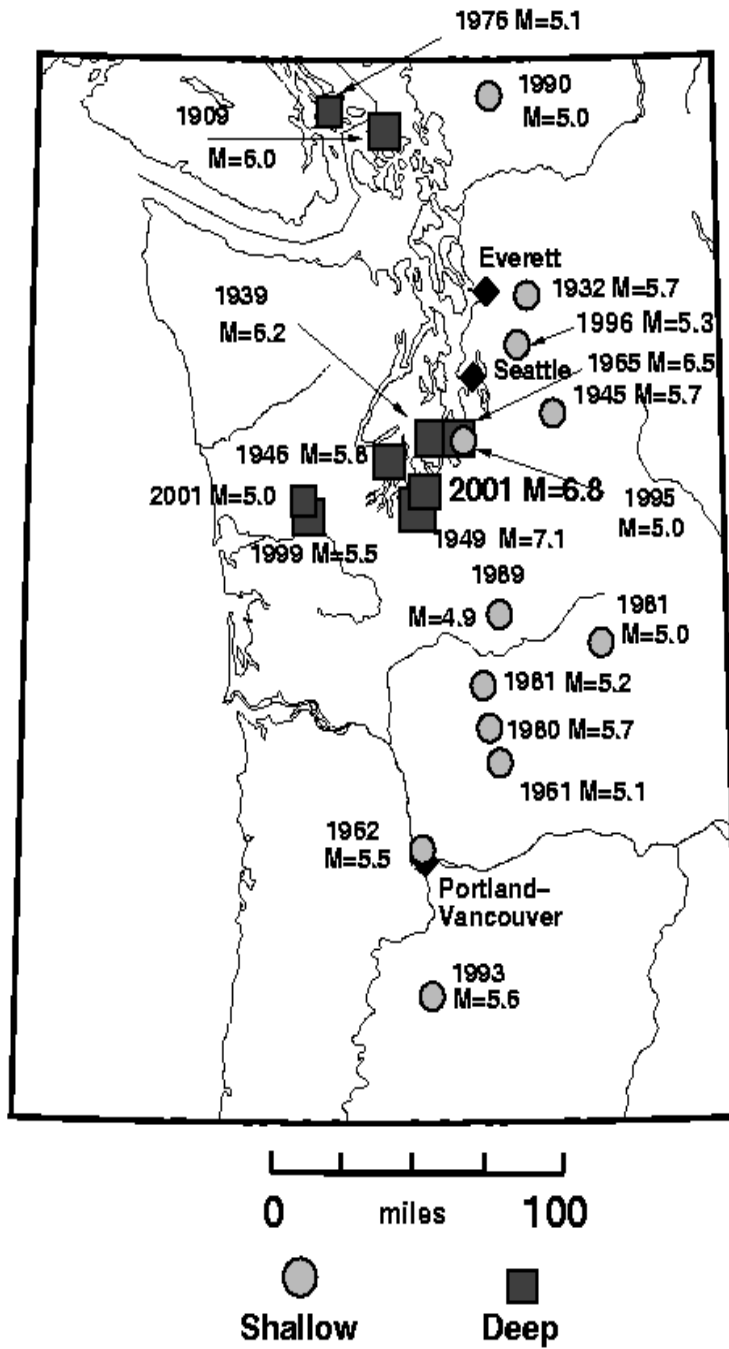 1976 M=5.1
1990
M=5.0
1909
M=6.0
Everett
1939
M=6.2
1932 M=5.7
1996 M=5.3
Seattle
1965 M=6.5
1945 M=5.7
1946 M=5.8
2001 M=5.0
2001 M=6.8
1995
M=5.0
1999 M=5.5
1949 M=7.1
1989
M=4.9
1981
M=5.0
1981 M=5.2
1980 M=5.7
1961 M=5.1
1962
M=5.5
Portland–
Vancouver
1993
M=5.6
0 miles 100
Shallow Deep